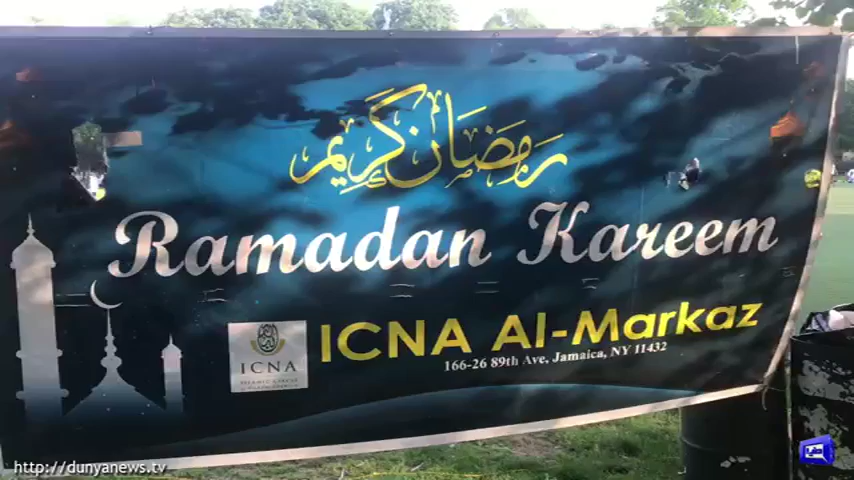 رمضان كريم
Ramadan Kareem
ICNA
ICNA Al-Markaz
166-26 89th Ave, Jamaica, NY 11432
http://dunyanews.tv